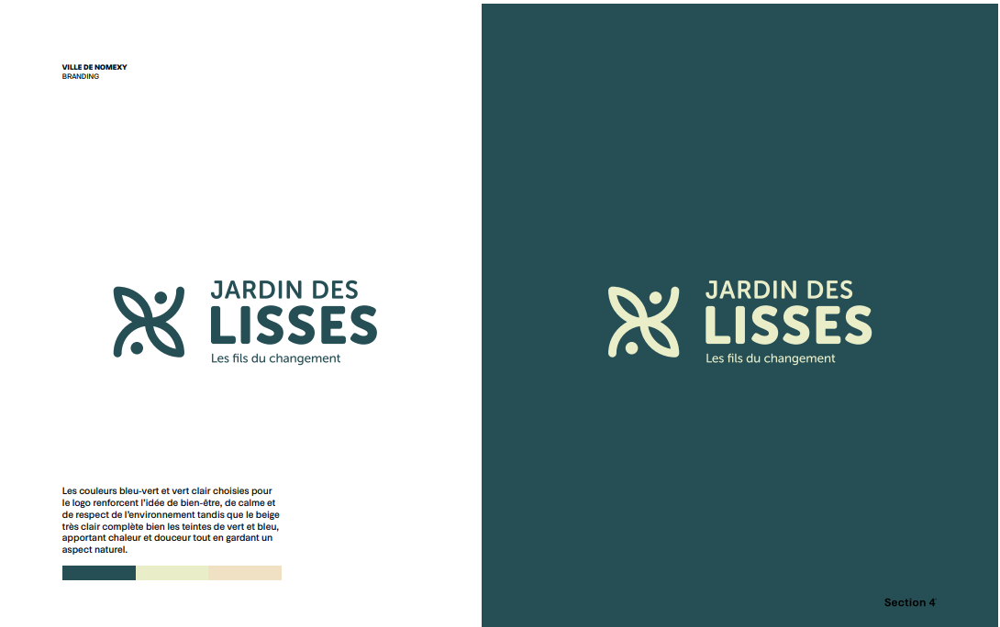 VILLE DE NOMEXY
BRANDING
JARDIN DES
LISSES
Les fils du changement
Les couleurs bleu-vert et vert clair choisies pour
le logo renforcent l'idée de bien-être, de calme et
de respect de l'environnement tandis que le beige
très clair complète bien les teintes de vert et bleu,
apportant chaleur et douceur tout en gardant un
aspect naturel.
JARDIN DES
LISSES
Les fils du changement
Section 4